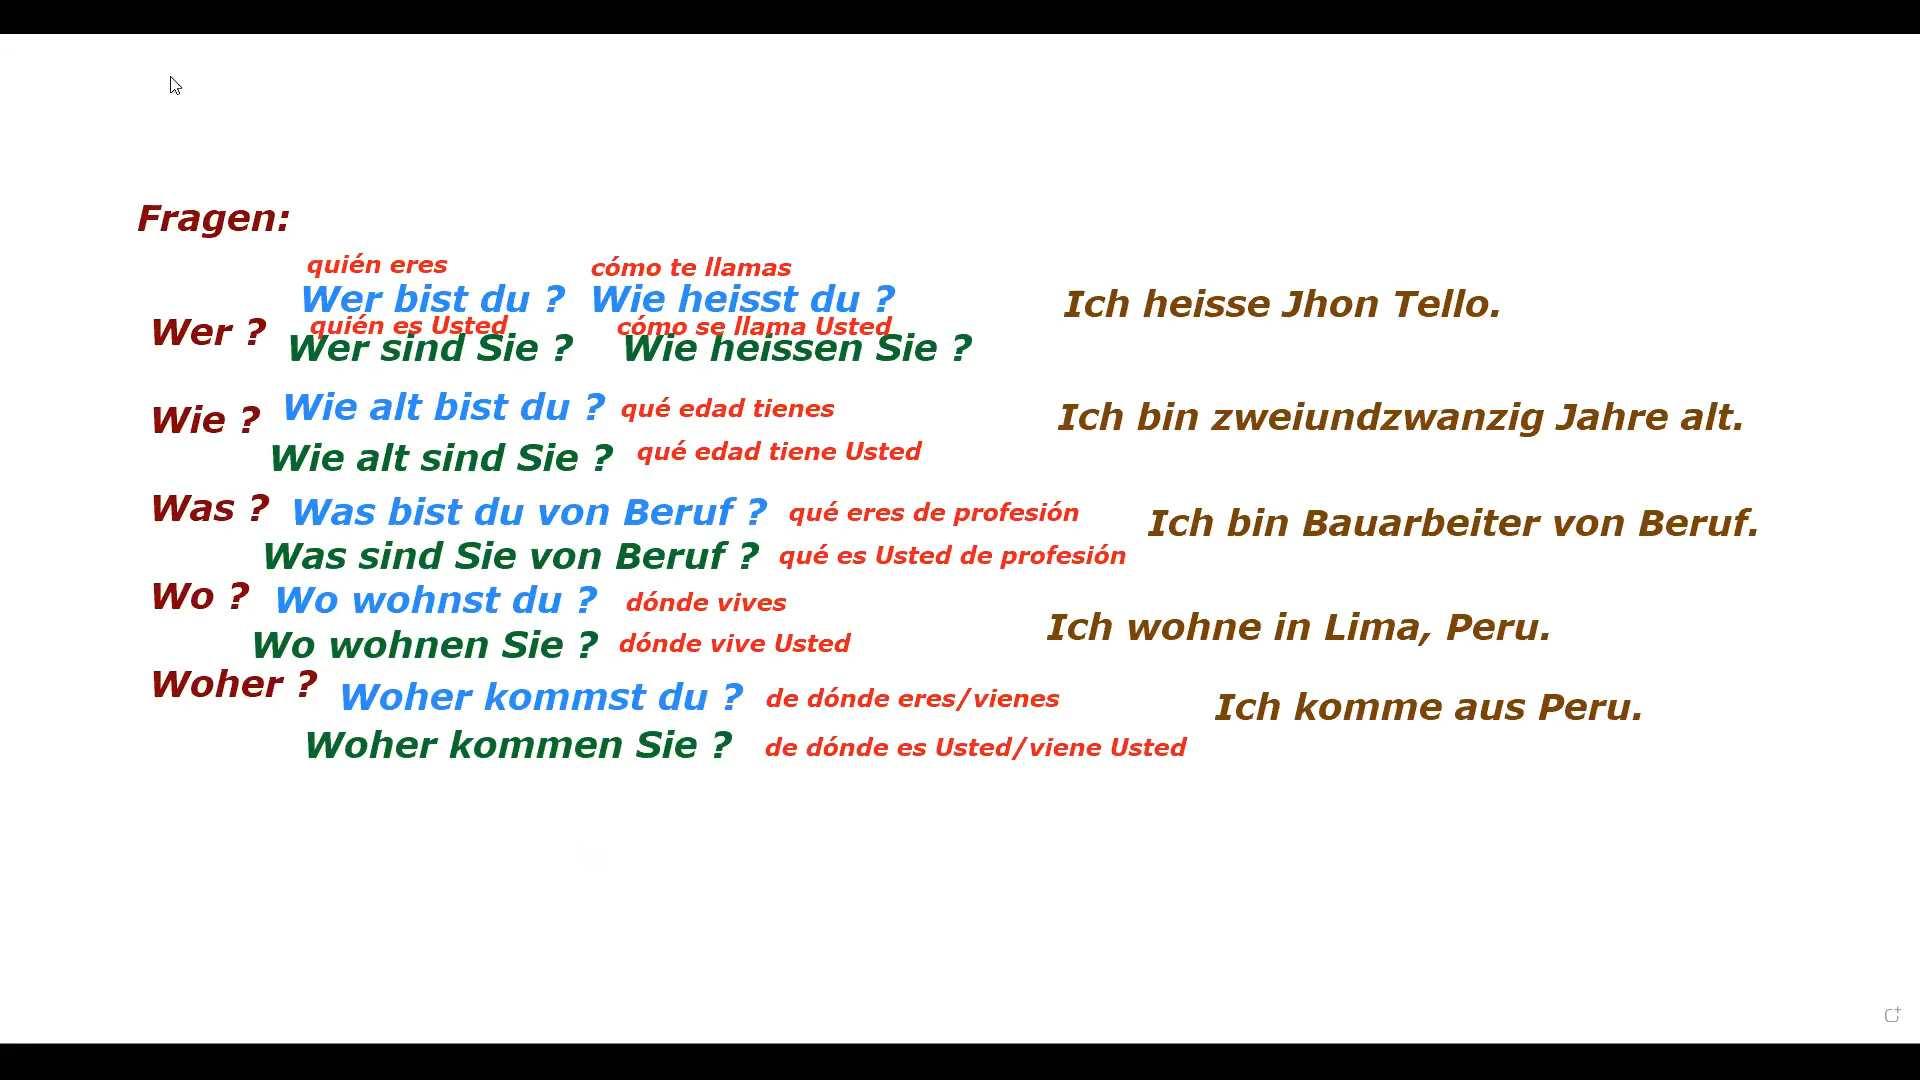 Fragen:
quién eres cómo te llamas
Wer bist du ? Wie heisst du ? Ich heisse Jhon Tello.
Wer ? quién es Usted cómo se llama Usted
Wer sind Sie ? Wie heissen Sie ?
Wie ? Wie alt bist du ? qué edad tienes Ich bin zweiundzwanzig Jahre alt.
Wie alt sind Sie ? qué edad tiene Usted
Was ? Was bist du von Beruf ? qué eres de profesión Ich bin Bauarbeiter von Beruf.
Was sind Sie von Beruf ? qué es Usted de profesión
Wo ? Wo wohnst du ? dónde vives Ich wohne in Lima, Peru.
Wo wohnen Sie ? dónde vive Usted
Woher ? Woher kommst du ? de dónde eres/vienes Ich komme aus Peru.
Woher kommen Sie ? de dónde es Usted/viene Usted